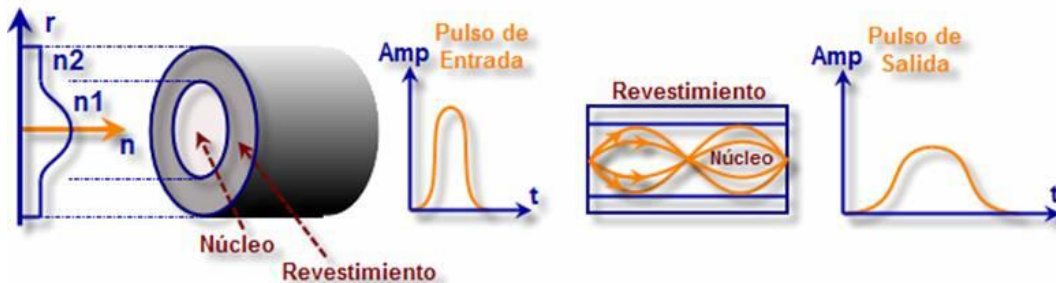 r
n2
n1
n
Núcleo
Revestimiento
Amp
Pulso de
Entrada
t
Revestimiento
Núcleo
Amp
Pulso de
Salida
t